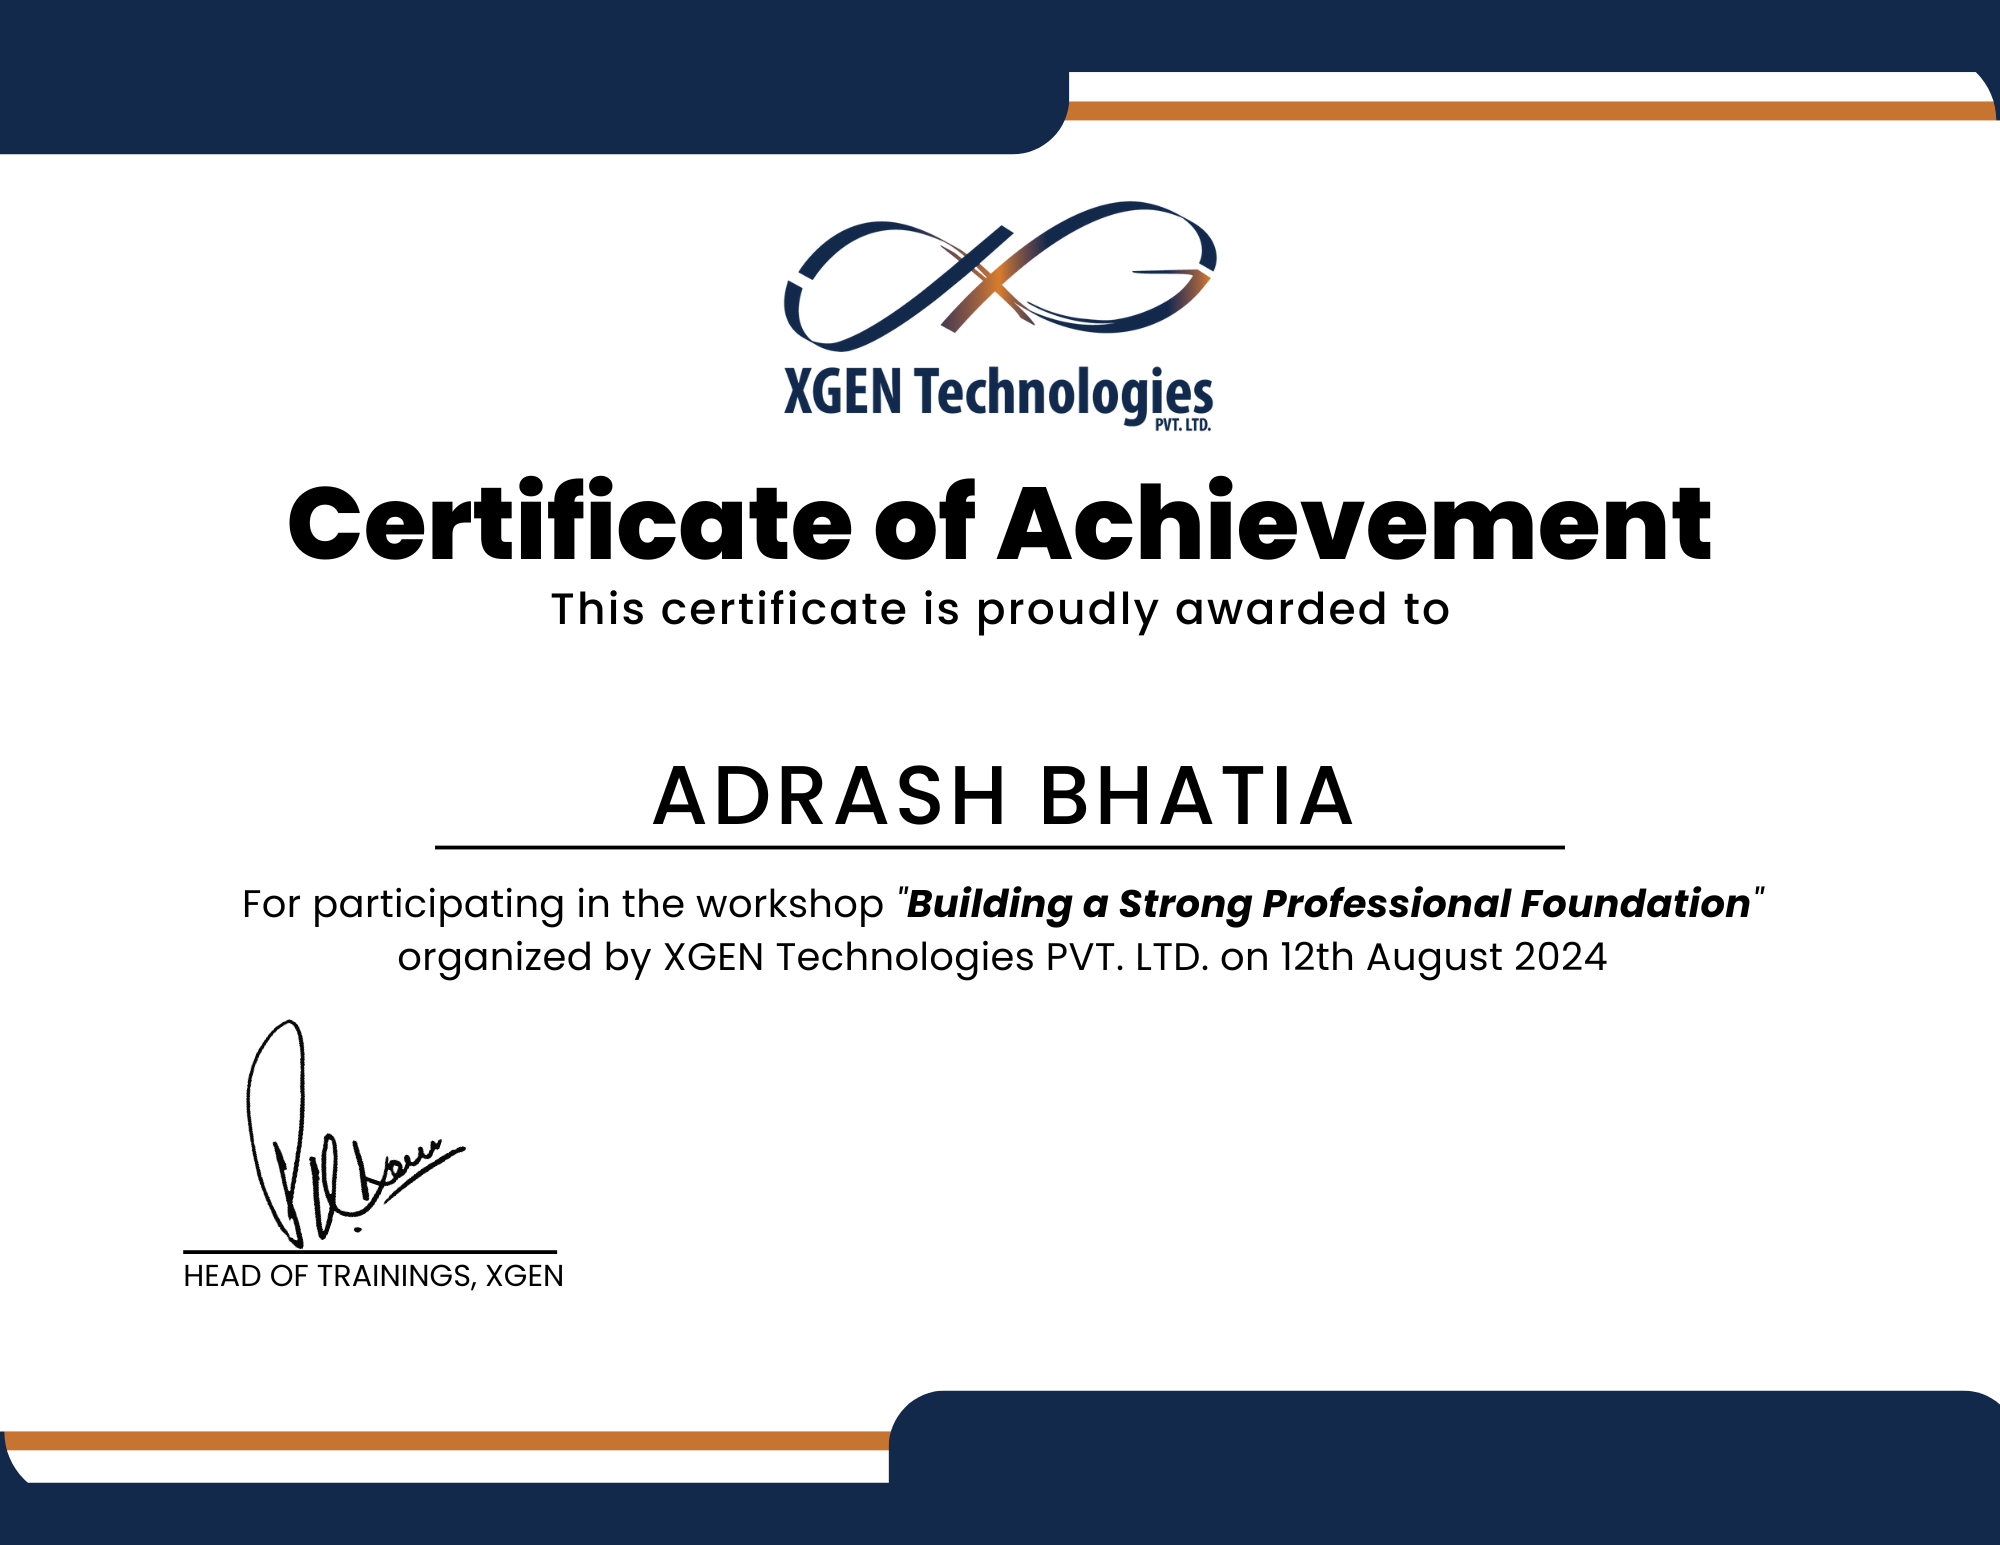 XGEN Technologies
PVT. LTD.
Certificate of Achievement
This certificate is proudly awarded to
ADRASH BHATIA
For participating in the workshop "Building a Strong Professional Foundation"
organized by XGEN Technologies PVT. LTD. on 12th August 2024
HEAD OF TRAININGS, XGEN